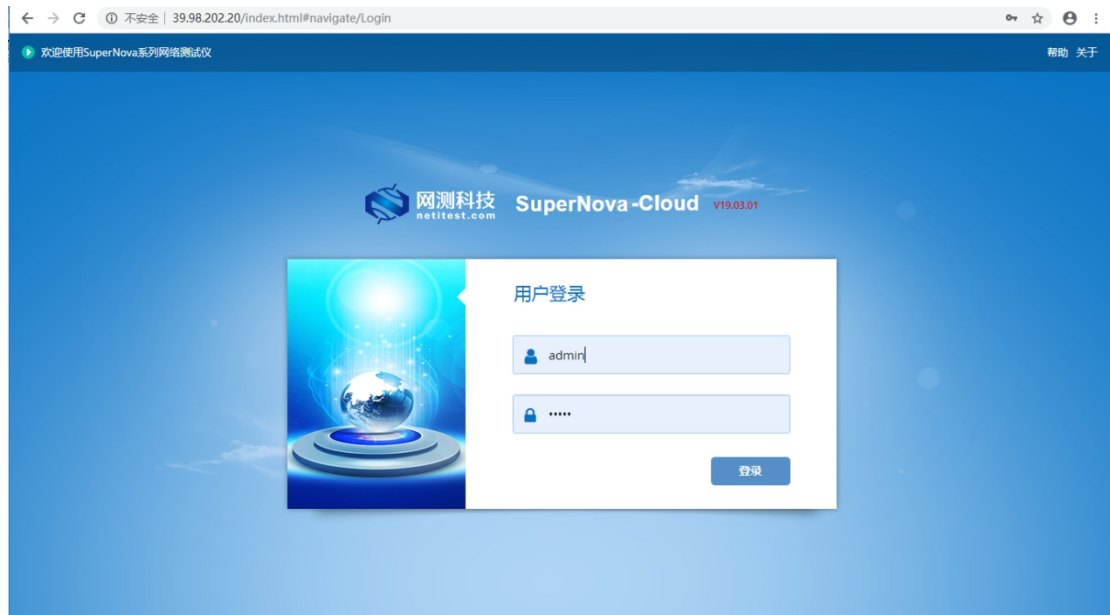 不安全 | 39.98.202.20/index.html#navigate/Login
欢迎使用SuperNova系列网络测试仪
帮助 关于
网测科技 SuperNova-Cloud V19.03.01
netitest.com
用户登录
admin
•••••
登录